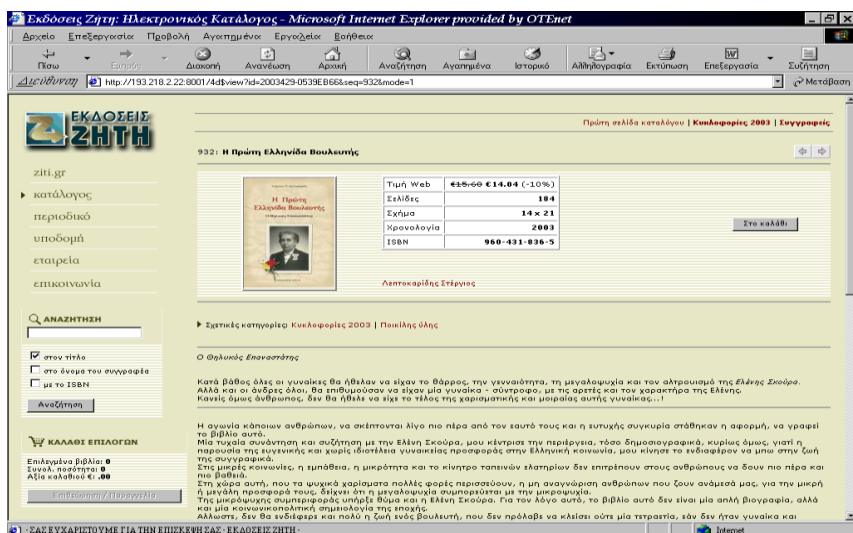 Εκδόσεις Ζήτη: Ηλεκτρονικός Κατάλογος - Microsoft Internet Explorer provided by OTEnet
Αρχείο Επεξεργασία Προβολή Αγαπημένα Εργαλεία Βοήθεια
Πίσω Εμπρός Διακοπή Ανανέωση Αρχική Αναζήτηση Αγαπημένα Ιστορικό Αλληλογραφία Εκτύπωση Επεξεργασία Συζήτηση
Διεύθυνση http://193.218.2.22:8001/4d$view?id=2003429-0539EB66&seq=932&mode=1 Μετάβαση
ΕΚΔΟΣΕΙΣ
ΖΗΤΗ
Πρώτη σελίδα καταλόγου | Κυκλοφορίες 2003 | Συγγραφείς
932: Η Πρώτη Ελληνίδα Βουλευτής
ziti.gr
κατάλογος
περιοδικό
υποδομή
εταιρεία
επικοινωνία
Η Πρώτη
Ελληνίδα Βουλευτής
Τιμή Web €15.60 €14.04 (-10%)
Σελίδες 184
Σχήμα 14 x 21
Χρονολογία 2003
ISBN 960-431-836-5
Στο καλάθι
Λεπτοκαρίδης Στέργιος
ΑΝΑΖΗΤΗΣΗ
στον τίτλο
στο όνομα του συγγραφέα
με το ISBN
Αναζήτηση
ΚΑΛΑΘΙ ΕΠΙΛΟΓΩΝ
Επιλεγμένα βιβλία: 0
Συνολ. ποσότητα: 0
Αξία καλαθιού €: .00
Επιθεώρηση / Παραγγελία
Σχετικές κατηγορίες: Κυκλοφορίες 2003 | Ποικίλης ύλης
Ο Θηλυκός Επαναστάτης
Κατά βάθος όλες οι γυναίκες θα ήθελαν να είχαν το θάρρος, την γενναιότητα, τη μεγαλοψυχία και τον αλτρουισμό της Ελένης Σκούρα.
Αλλά και οι άνδρες όλοι, θα επιθυμούσαν να είχαν μία γυναίκα - σύντροφο, με τις αρετές και τον χαρακτήρα της Ελένης.
Κανείς όμως άνθρωπος, δεν θα ήθελε να είχε το τέλος της χαρισματικής και μοιραίας αυτής γυναίκας...!
Η αγωνία κάποιων ανθρώπων, να σκέπτονται λίγο πιο πέρα από τον εαυτό τους και η ευτυχής συγκυρία στάθηκαν η αφορμή, να γραφεί
το βιβλίο αυτό.
Μία τυχαία συνάντηση και συζήτηση με την Ελένη Σκούρα, μου κέντρισε την περιέργεια, τόσο δημοσιογραφικά, κυρίως όμως, γιατί η
παρουσία της ευγενικής και χωρίς ιδιοτέλεια γυναικείας προσφοράς στην Ελληνική κοινωνία, μου κίνησε το ενδιαφέρον να μπω στην ζωή
της συγγραφικά.
Στις μικρές κοινωνίες, η εμπάθεια, η μικρότητα και το κίνητρο ταπεινών ελατηρίων δεν επιτρέπουν στους ανθρώπους να δουν πιο πέρα και
πιο βαθειά.
Στη χώρα αυτή, που τα ψυχικά χαρίσματα πολλές φορές περισσεύουν, η μη αναγνώριση ανθρώπων που ζουν ανάμεσά μας, για την μικρή
ή μεγάλη προσφορά τους, δείχνει ότι η μεγαλοψυχία συμπορεύεται με την μικροψυχία.
Της μικρόψυχης συμπεριφοράς υπήρξε θύμα και η Ελένη Σκούρα. Για τον λόγο αυτό, το βιβλίο αυτό δεν είναι μία απλή βιογραφία, αλλά
και μία κοινωνικοπολιτική σημειολογία της εποχής.
Άλλωστε, δεν θα ενδιέφερε και πολύ η ζωή ενός βουλευτή, που δεν πρόλαβε να κλείσει ούτε μία τετραετία, εάν δεν ήταν γυναίκα και
- ΣΑΣ ΕΥΧΑΡΙΣΤΟΥΜΕ ΓΙΑ ΤΗΝ ΕΠΙΣΚΕΨΗ ΣΑΣ - ΕΚΔΟΣΕΙΣ ΖΗΤΗ - Internet